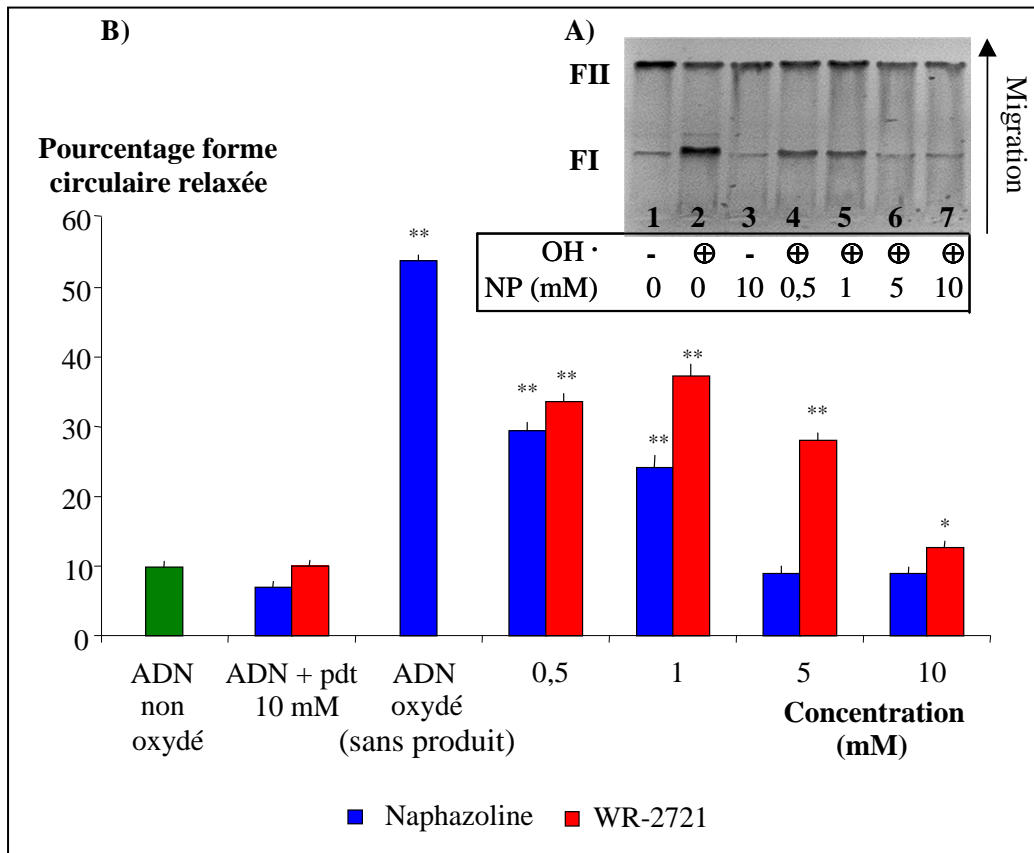 B)
A)
FII
FI
Migration
1 2 3 4 5 6 7
OH · - ⊕ - ⊕ ⊕ ⊕ ⊕
NP (mM) 0 0 10 0,5 1 5 10
Pourcentage forme
circulaire relaxée
60
50
40
30
20
10
0
**
** **
** **
**
*
ADN
non
oxydé
ADN + pdt
10 mM
ADN
oxydé
(sans produit)
0,5
1
5
10
Concentration
(mM)
Naphazoline
WR-2721